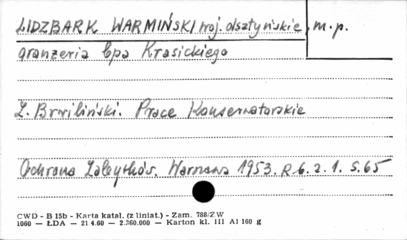 LIDZBARK WARMIŃSKI woj. olsztyńskie, m.p.
oranżeria bpa Krasickiego
L. Brwiliński. Prace Konserwatorskie
Ochrona Zabytków. Warszawa 1953. R 6. z. 1. s. 65
CWD - B 15b - Karta katal. (z liniat.) - Zam. 788/ZW
1060 — ŁDA — 21 4.60 — 2.360.000 — Karton kl. III A1 160 g